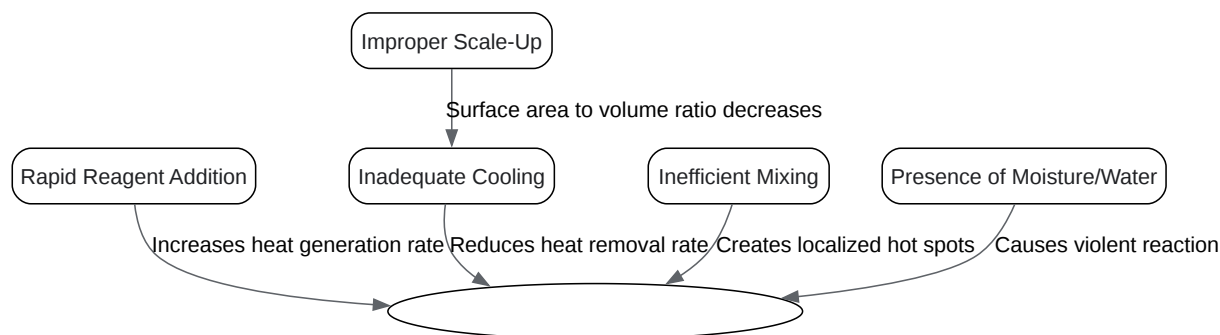 Improper Scale-Up
Surface area to volume ratio decreases
Rapid Reagent Addition
Inadequate Cooling
Inefficient Mixing
Presence of Moisture/Water
Increases heat generation rate
Reduces heat removal rate
Creates localized hot spots
Causes violent reaction